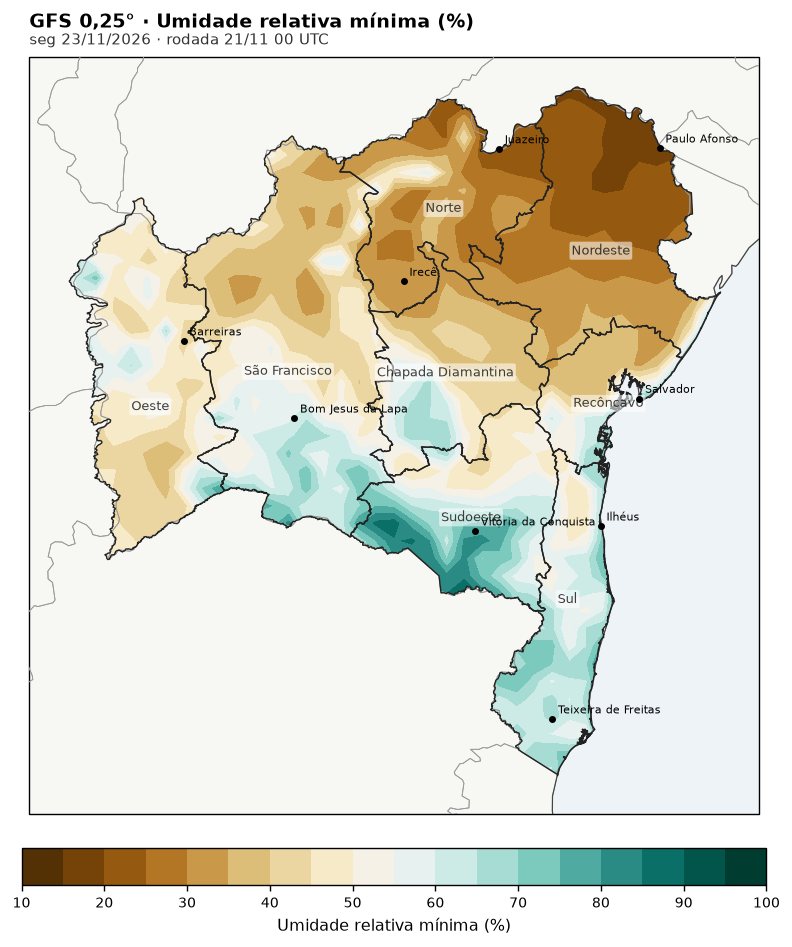 GFS 0,25° · Umidade relativa mínima (%)
seg 23/11/2026 · rodada 21/11 00 UTC
Juazeiro
Paulo Afonso
Norte
Nordeste
Irecê
Barreiras
São Francisco
Chapada Diamantina
Salvador
Recôncavo
Oeste
Bom Jesus da Lapa
Sudoeste
Vitória da Conquista
Ilhéus
Sul
Teixeira de Freitas
10 20 30 40 50 60 70 80 90 100
Umidade relativa mínima (%)